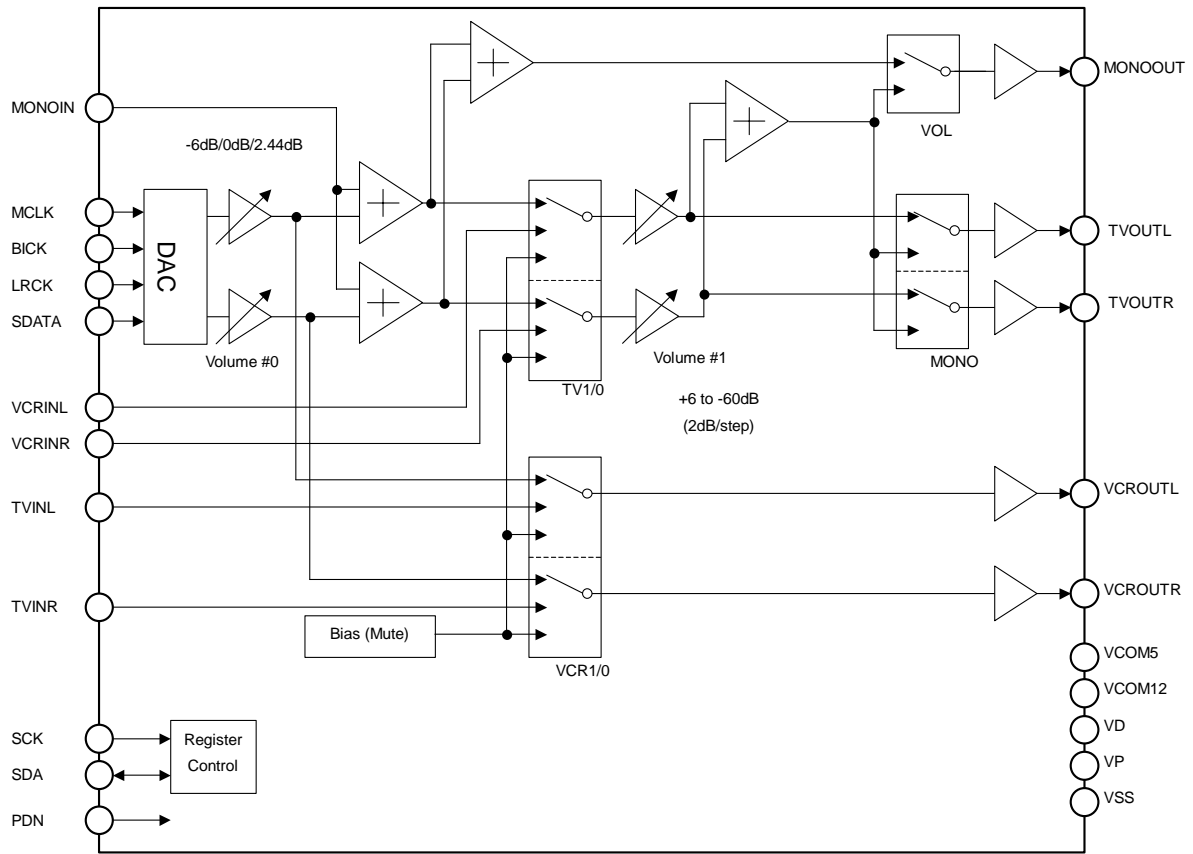 MONOIN
MCLK
BICK
LRCK
SDATA
VCRINL
VCRINR
TVINL
TVINR
SCK
SDA
PDN
-6dB/0dB/2.44dB
DAC
Volume #0
TV1/0
Volume #1
+6 to -60dB
(2dB/step)
VOL
MONO
Bias (Mute)
VCR1/0
Register
Control
MONOOUT
TVOUTL
TVOUTR
VCROUTL
VCROUTR
VCOM5
VCOM12
VD
VP
VSS